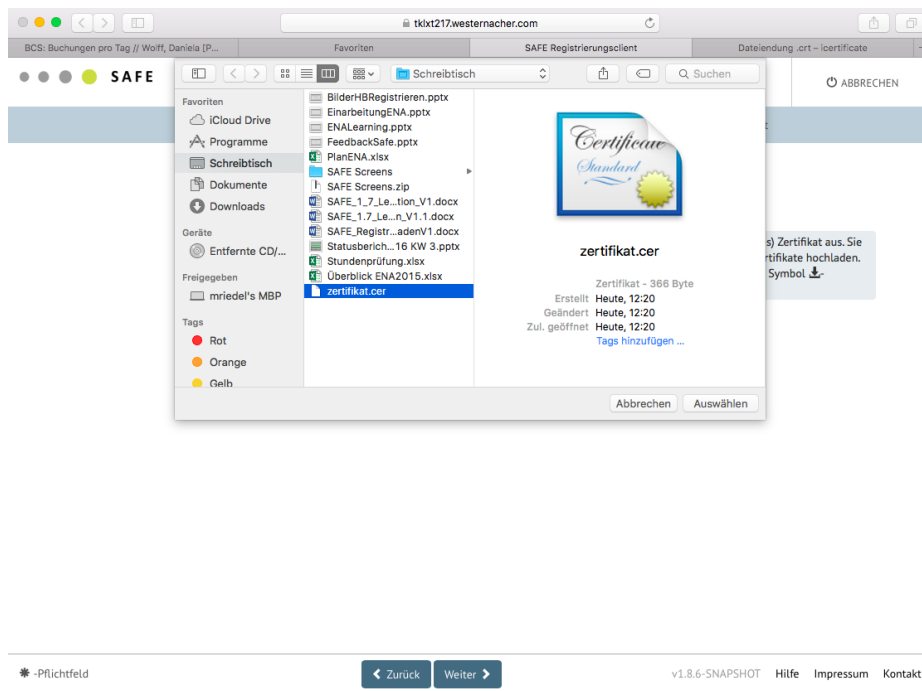 tklxt217.westernacher.com
BCS: Buchungen pro Tag // Wolff, Daniela [P...
Favoriten
SAFE Registrierungsclient
Dateiendung .crt – icertificate
SAFE
Schreibtisch
Suchen
ABBRECHEN
Favoriten
iCloud Drive
Programme
Schreibtisch
Dokumente
Downloads
Geräte
Entfernte CD/...
Freigegeben
mriedel's MBP
Tags
Rot
Orange
Gelb
BilderHBRegistrieren.pptx
EinarbeitungENA.pptx
ENALearning.pptx
FeedbackSafe.pptx
PlanENA.xlsx
SAFE Screens
SAFE Screens.zip
SAFE_1_7_Le...tion_V1.docx
SAFE_1.7_Le...n_V1.1.docx
SAFE_Registr...adenV1.docx
Statusberich...16 KW 3.pptx
Stundenprüfung.xlsx
Überblick ENA2015.xlsx
zertifikat.cer
Certificate
Standard
zertifikat.cer
Zertifikat - 366 Byte
Erstellt Heute, 12:20
Geändert Heute, 12:20
Zul. geöffnet Heute, 12:20
Tags hinzufügen ...
s) Zertifikat aus. Sie
rtifikate hochladen.
Symbol -
Abbrechen
Auswählen
-Pflichtfeld
Zurück
Weiter
v1.8.6-SNAPSHOT
Hilfe
Impressum
Kontakt